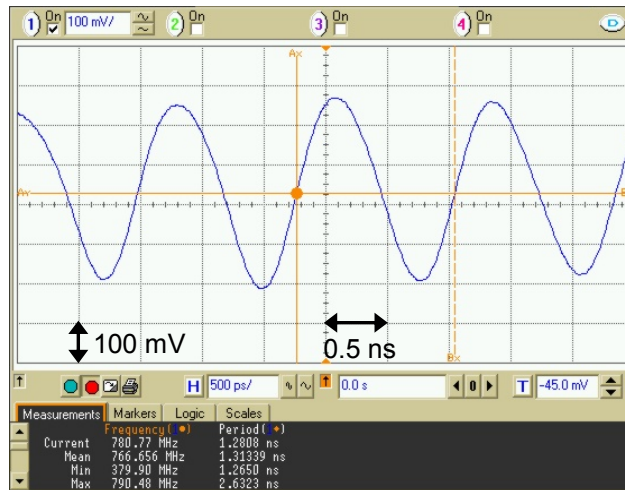 1 On 100 mV/ 2 On 3 On 4 On
Ax
Ay
Bx
100 mV
0.5 ns
H 500 ps/ 0.0 s 0 T -45.0 mV
Measurements Markers Logic Scales
Frequency(1) Period(1)
Current 780.77 MHz 1.2808 ns
Mean 766.656 MHz 1.31339 ns
Min 379.90 MHz 1.2650 ns
Max 790.48 MHz 2.6323 ns